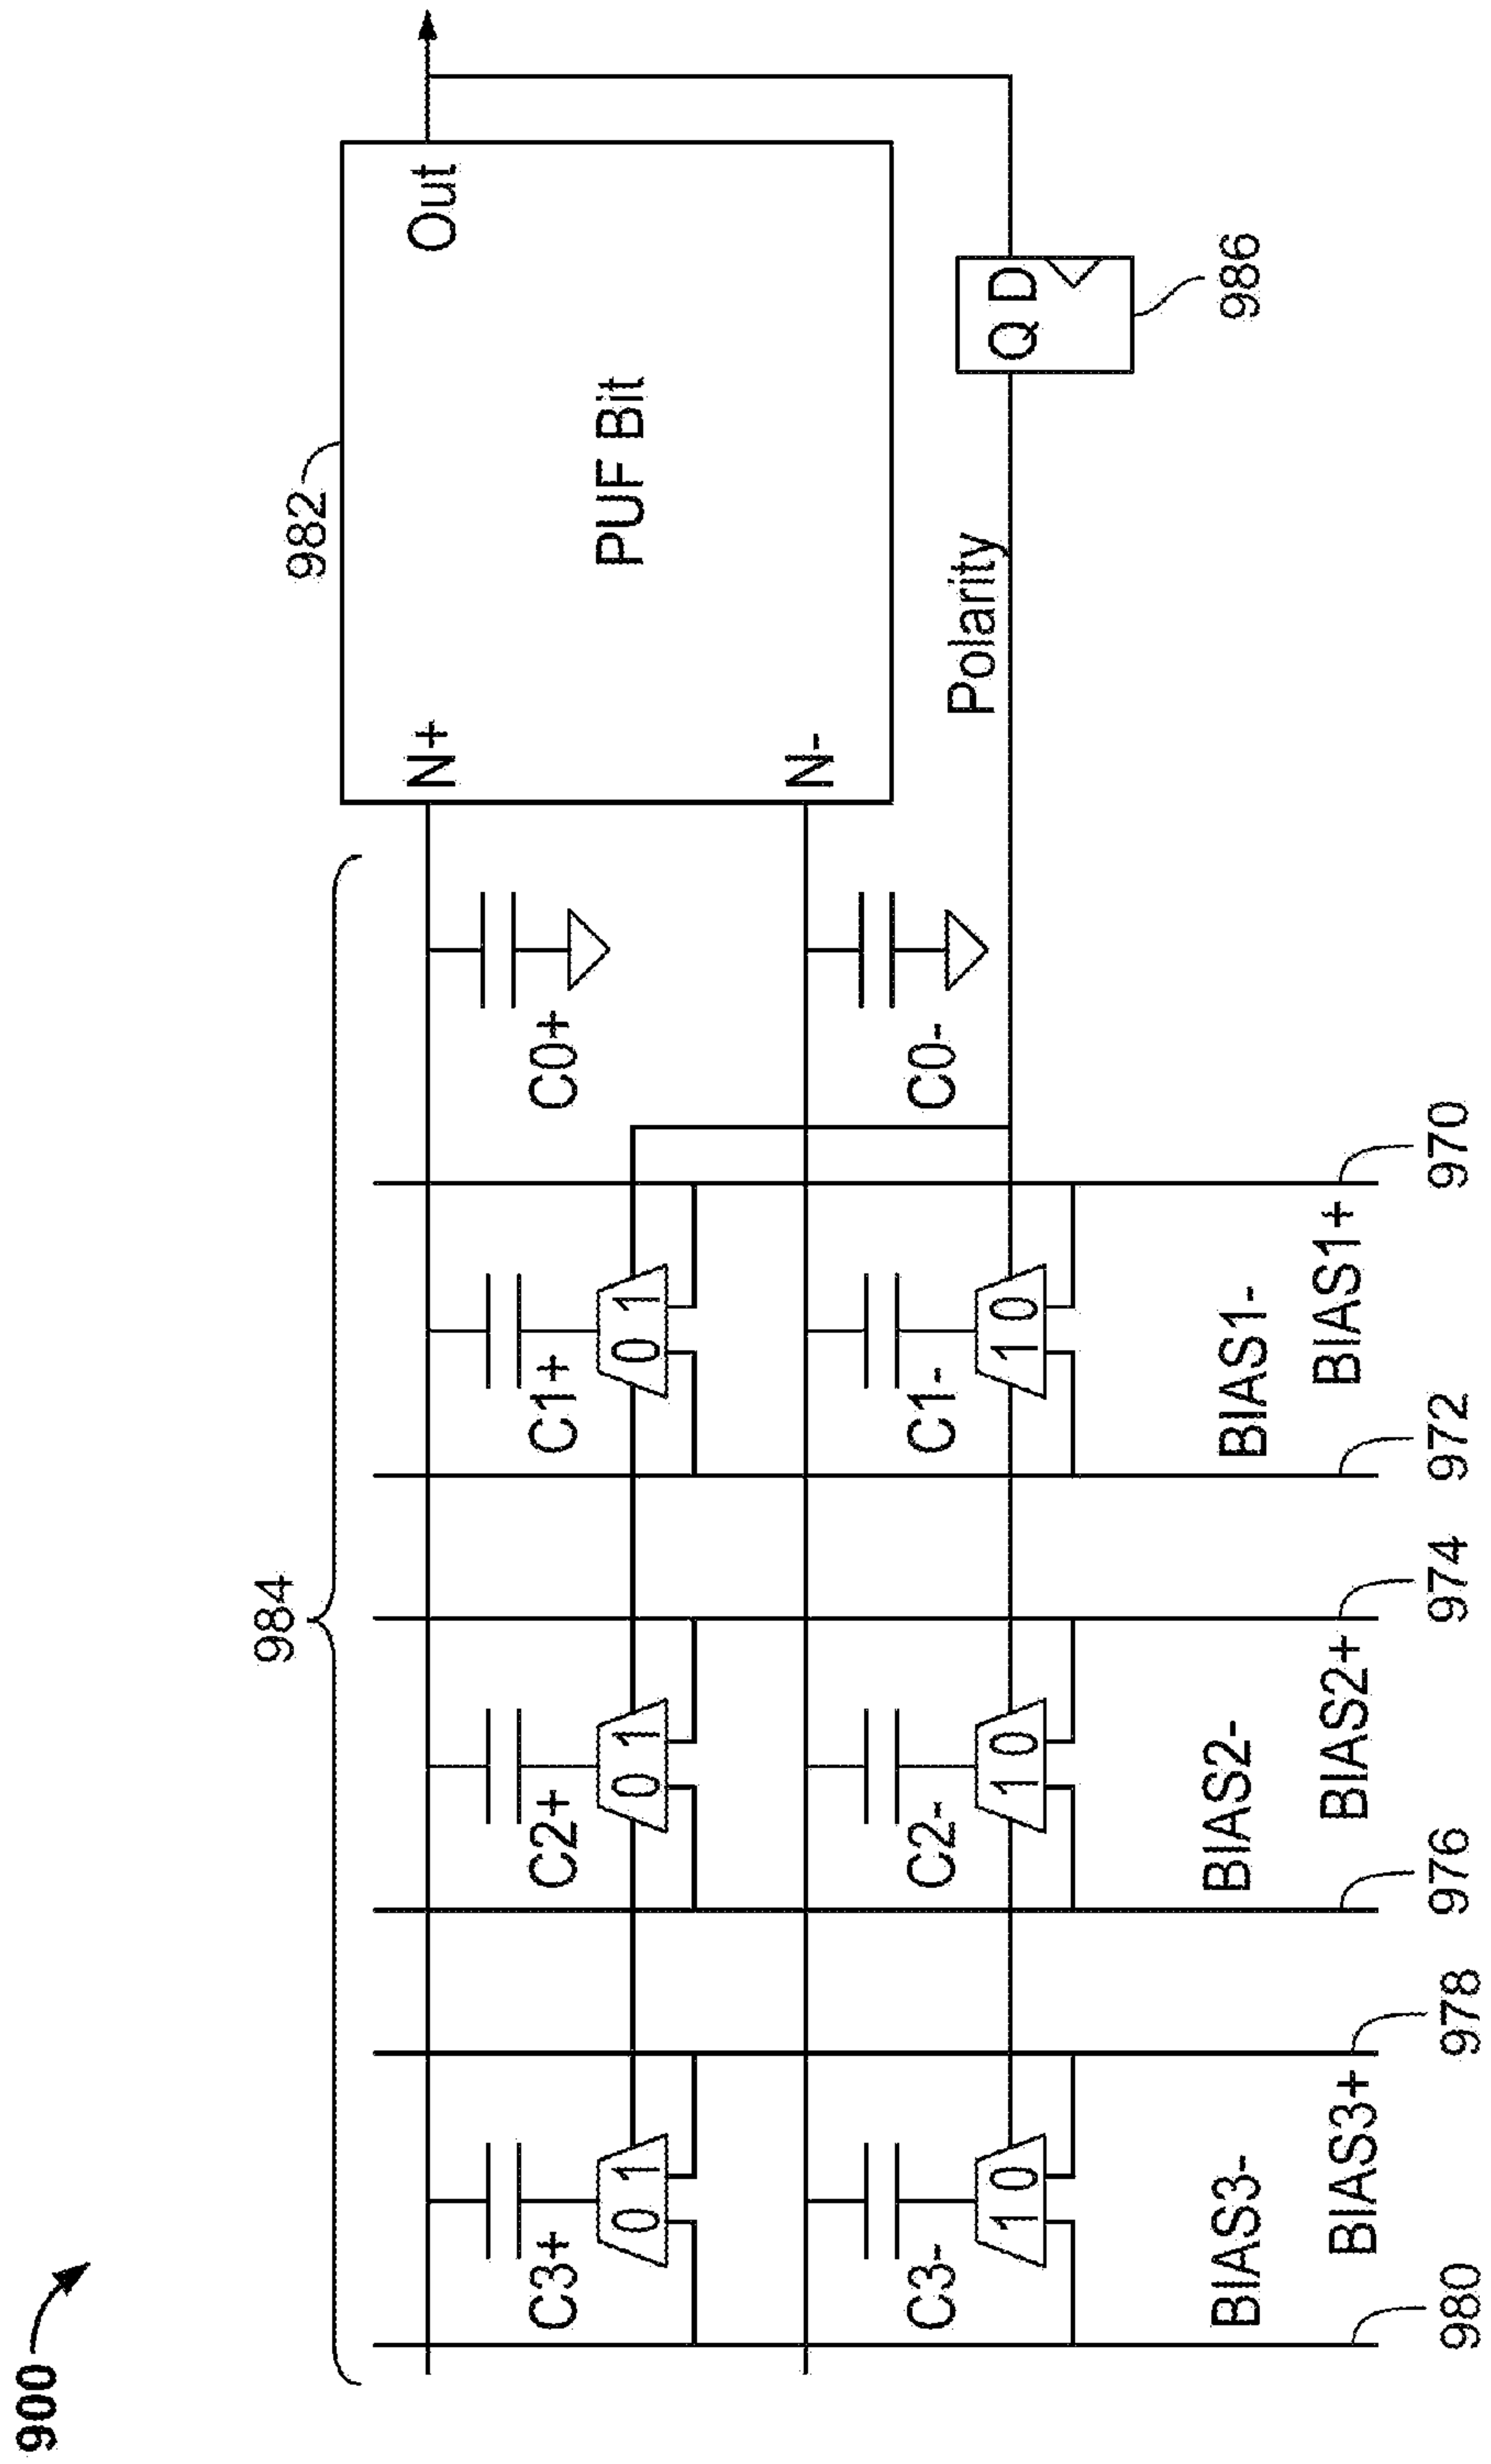 900
984
982
C3+
C2+
C1+
C0+
N+
Out
0 1
0 1
0 1
PUF Bit
C3-
C2-
C1-
C0-
N-
1 0
1 0
1 0
Polarity
Q D
986
BIAS3-
BIAS2-
BIAS1-
BIAS3+
BIAS2+
BIAS1+
980
978
976
974
972
970